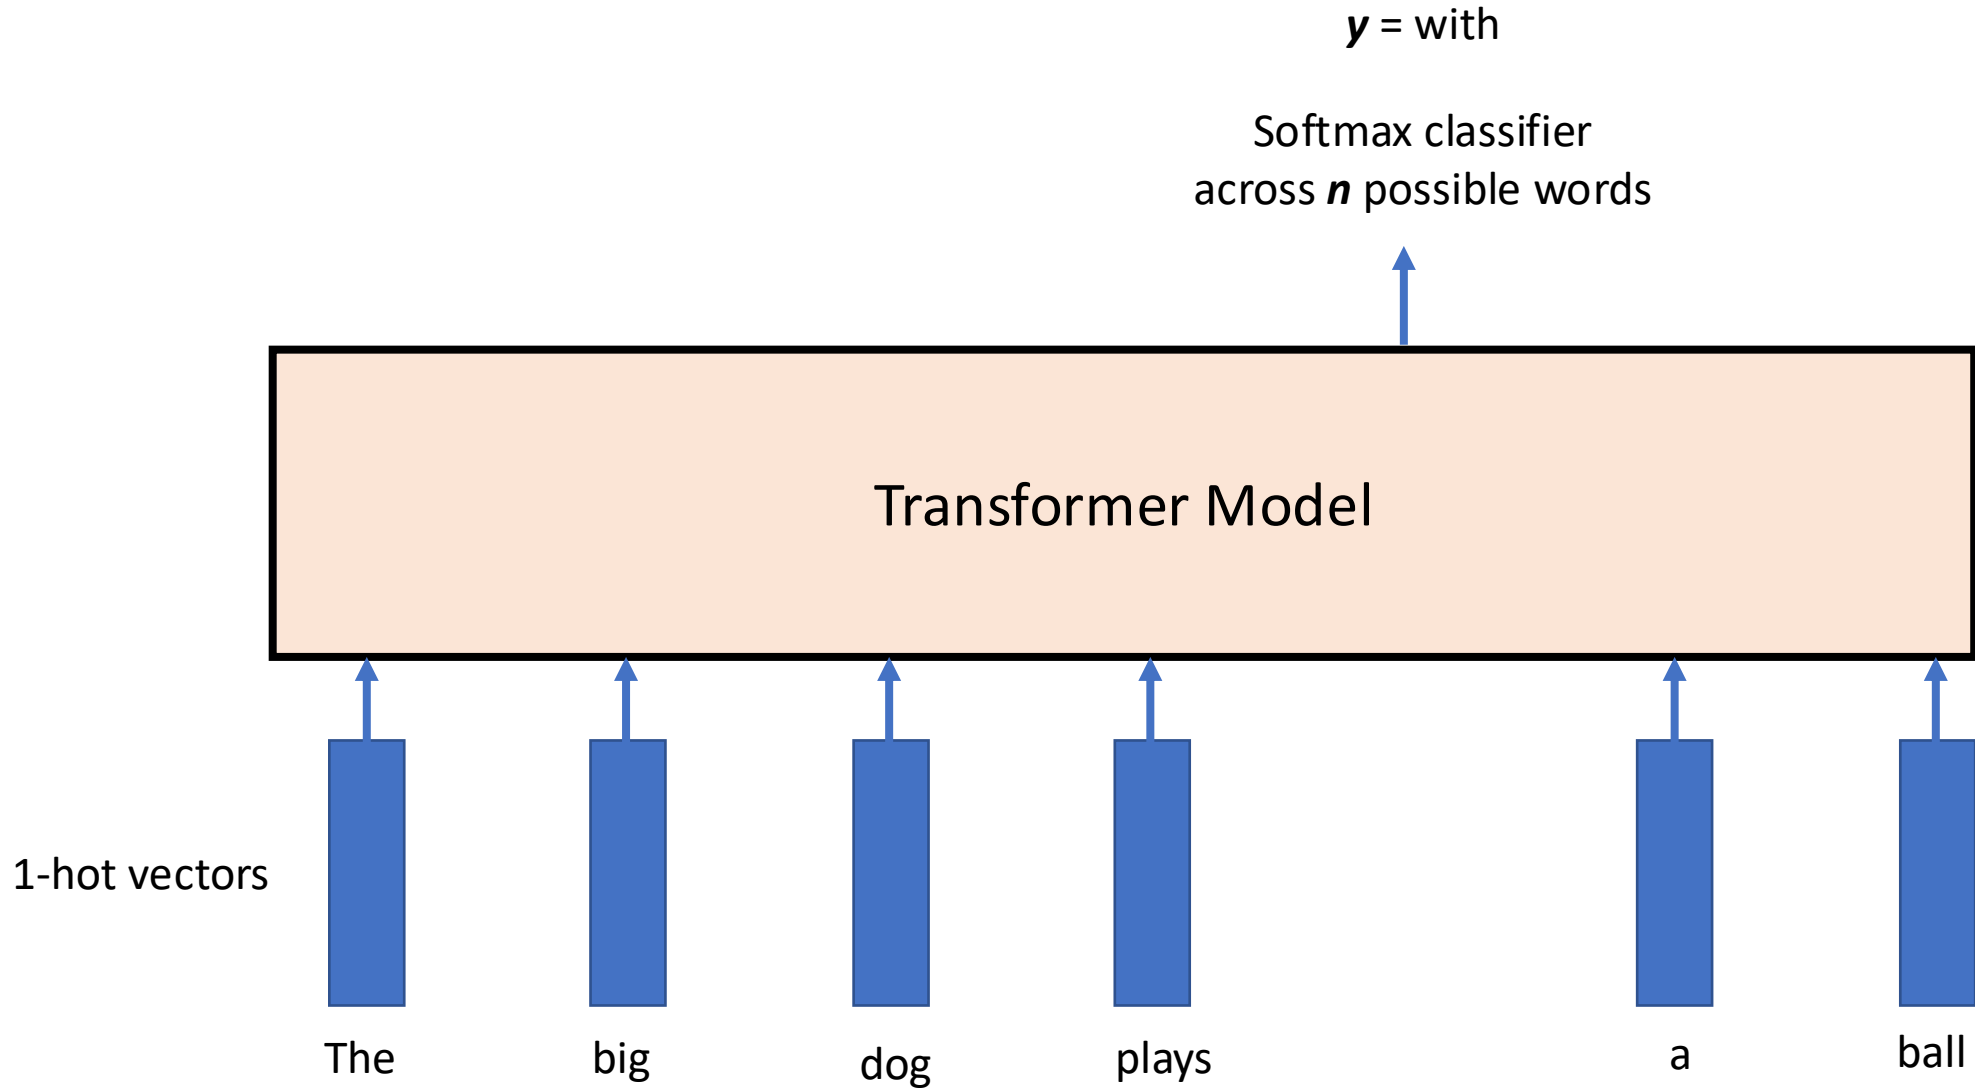 y = with
Softmax classifier
across n possible words
Transformer Model
1-hot vectors
The big dog plays a ball